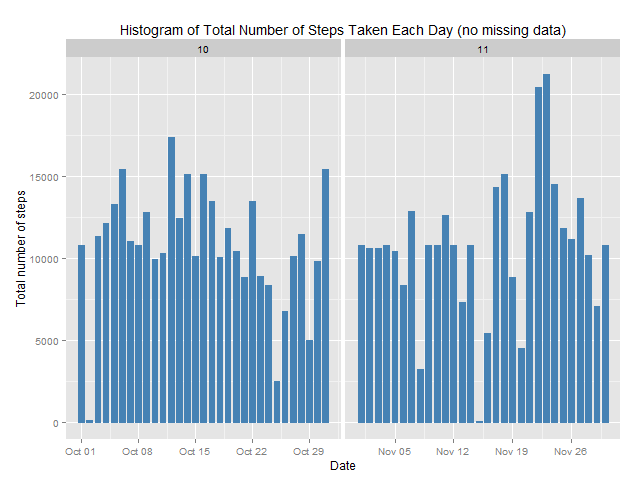 Histogram of Total Number of Steps Taken Each Day (no missing data)
10 11
20000
15000
10000
5000
0
Total number of steps
Oct 01 Oct 08 Oct 15 Oct 22 Oct 29 Nov 05 Nov 12 Nov 19 Nov 26
Date